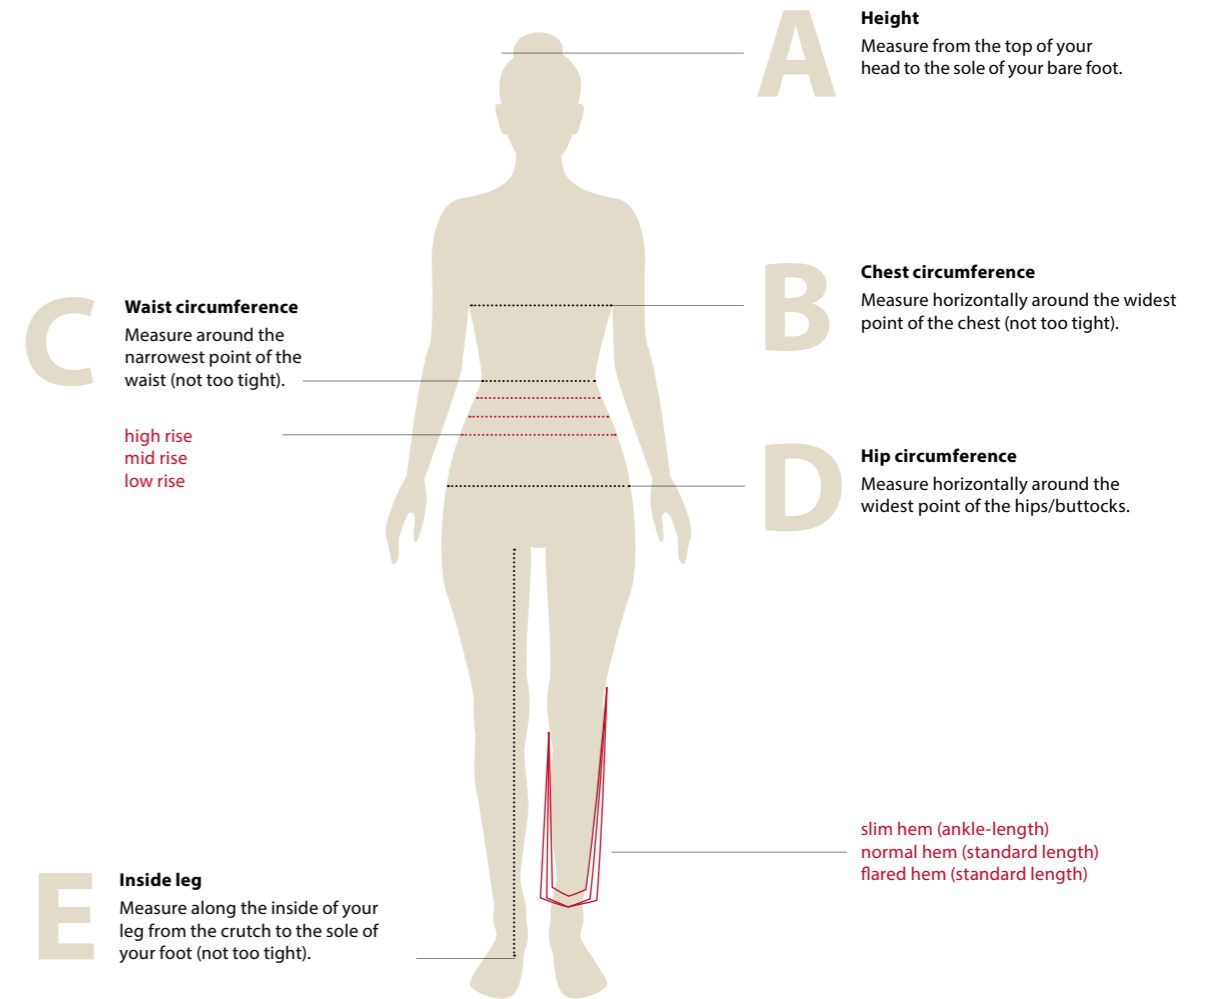 A
Height
Measure from the top of your
head to the sole of your bare foot.
B
Chest circumference
Measure horizontally around the widest
point of the chest (not too tight).
C
Waist circumference
Measure around the
narrowest point of the
waist (not too tight).
high rise
mid rise
low rise
D
Hip circumference
Measure horizontally around the
widest point of the hips/buttocks.
slim hem (ankle-length)
normal hem (standard length)
flared hem (standard length)
E
Inside leg
Measure along the inside of your
leg from the crutch to the sole of
your foot (not too tight).